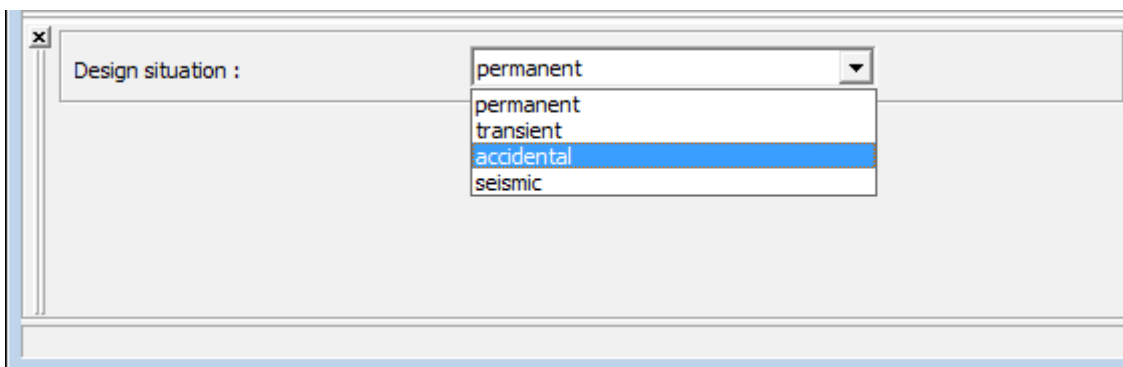 Design situation : permanent
permanent
transient
accidental
seismic